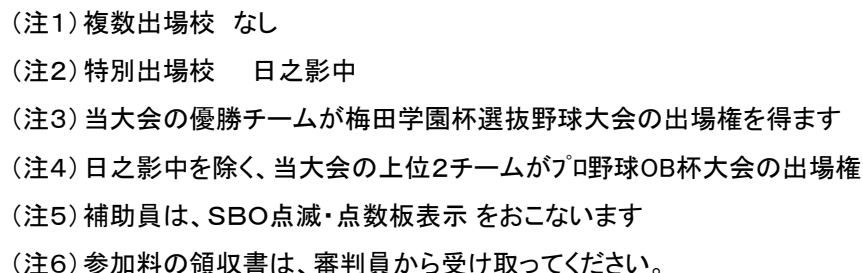 （注１）複数出場校　なし
（注２）特別出場校　　日之影中
（注３）当大会の優勝チームが梅田学園杯選抜野球大会の出場権を得ます
（注４）日之影中を除く、当大会の上位２チームがﾌﾟﾛ野球OB杯大会の出場権
（注５）補助員は、ＳＢＯ点滅・点数板表示 をおこないます
（注６）参加料の領収書は、審判員から受け取ってください。